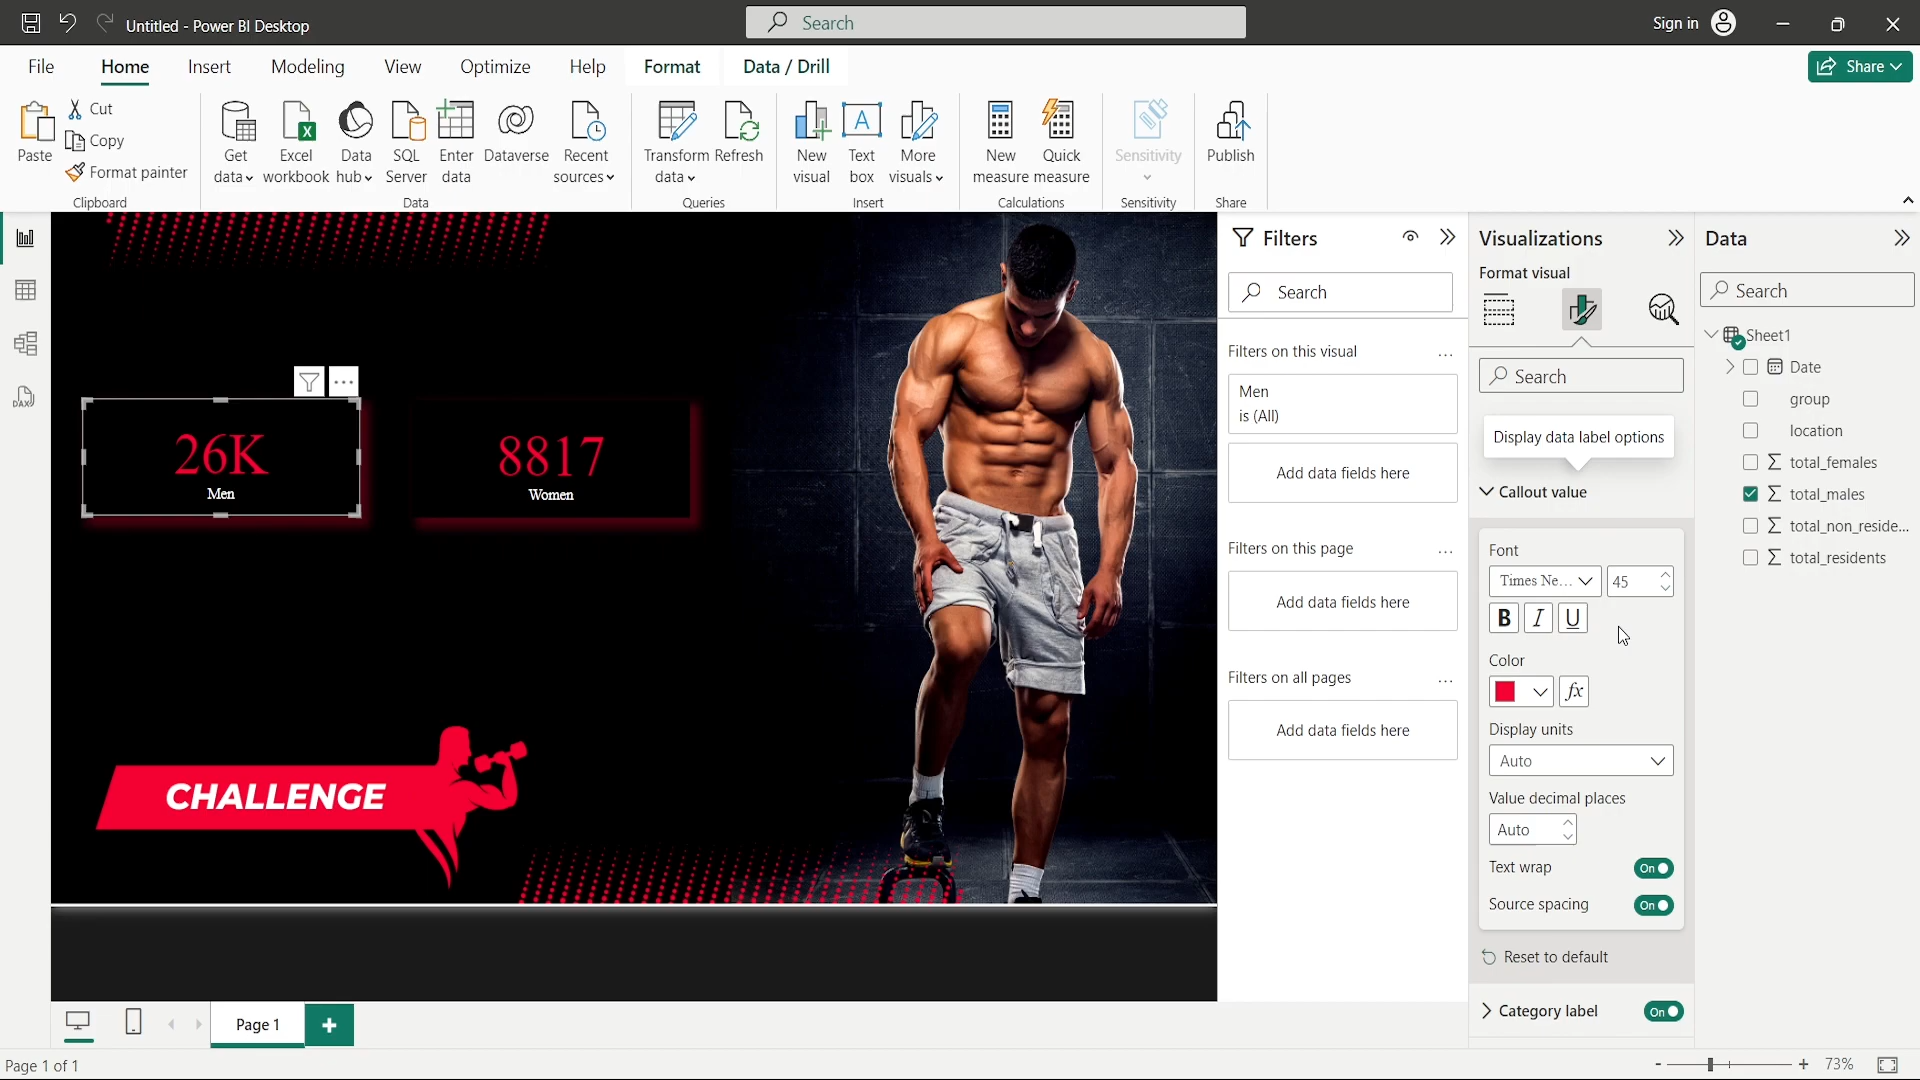 Untitled - Power BI Desktop
Search
Sign in
File
Home
Insert
Modeling
View
Optimize
Help
Format
Data / Drill
Share
Paste
Cut
Copy
Format painter
Clipboard
Get data
Excel workbook
Data hub
SQL Server
Enter data
Dataverse
Recent sources
Data
Transform data
Refresh
Queries
New visual
Text box
More visuals
Insert
New measure
Quick measure
Calculations
Sensitivity
Sensitivity
Publish
Share
DAX
26K
Men
8817
Women
CHALLENGE
Filters
Search
Filters on this visual
...
Men
is (All)
Add data fields here
Filters on this page
...
Add data fields here
Filters on all pages
...
Add data fields here
Visualizations
Format visual
Search
Display data label options
Callout value
Font
Times Ne...
45
B
I
U
Color
fx
Display units
Auto
Value decimal places
Auto
Text wrap
On
Source spacing
On
Reset to default
Category label
On
Data
Search
Sheet1
Date
group
location
∑ total_females
∑ total_males
∑ total_non_reside...
∑ total_residents
Page 1
+
Page 1 of 1
- + 73%